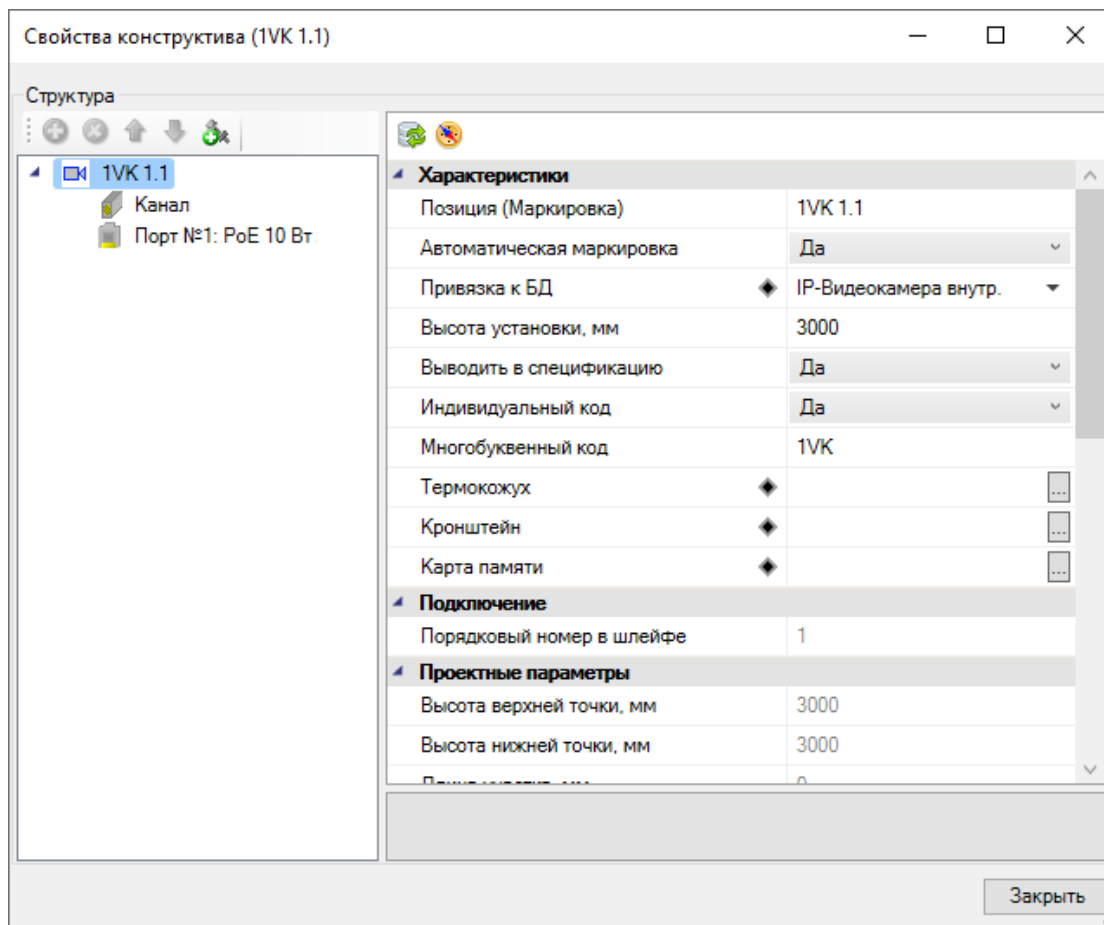 Свойства конструктива (1VK 1.1)
Структура
1VK 1.1
Канал
Порт №1: PoE 10 Вт
Характеристики
Позиция (Маркировка) 1VK 1.1
Автоматическая маркировка Да
Привязка к БД IP-Видеокамера внутр.
Высота установки, мм 3000
Выводить в спецификацию Да
Индивидуальный код Да
Многобуквенный код 1VK
Термокожух ...
Кронштейн ...
Карта памяти ...
Подключение
Порядковый номер в шлейфе 1
Проектные параметры
Высота верхней точки, мм 3000
Высота нижней точки, мм 3000
Закрыть